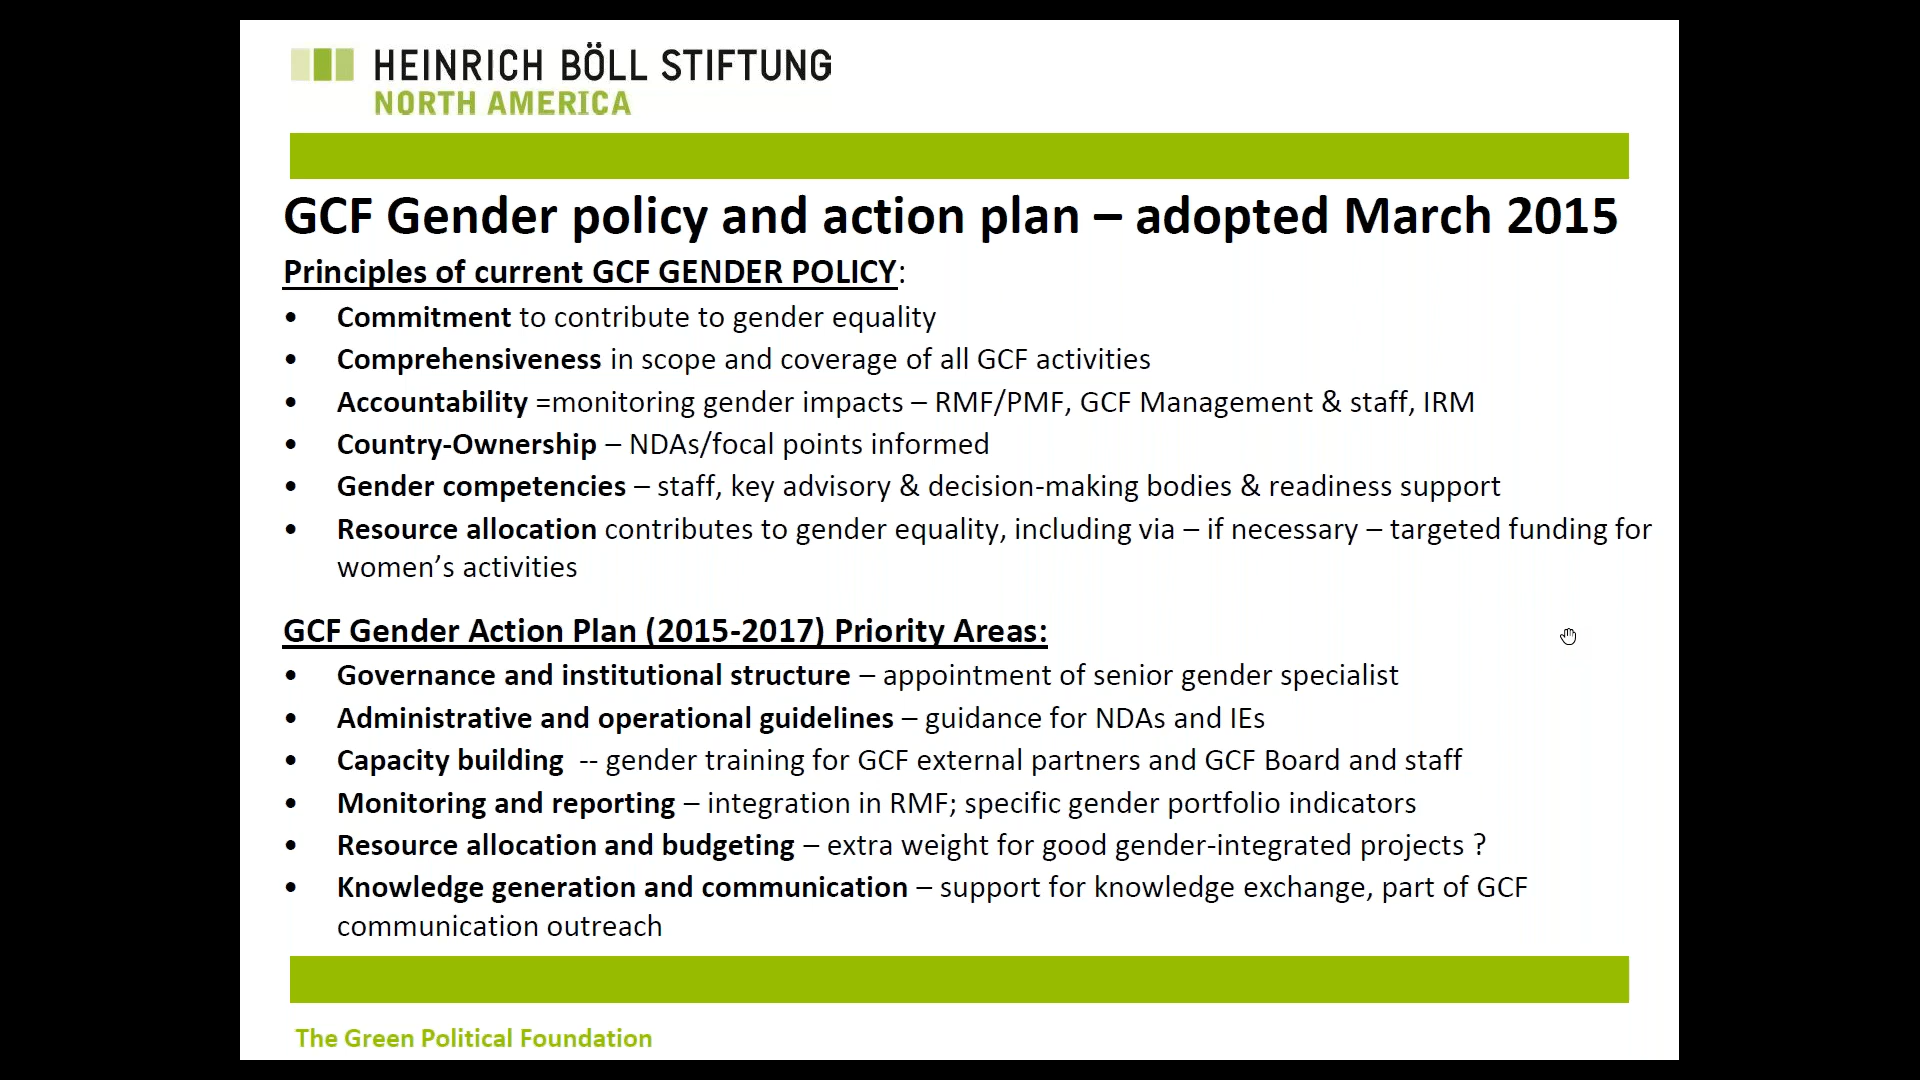 HEINRICH BÖLL STIFTUNG
NORTH AMERICA
GCF Gender policy and action plan – adopted March 2015
Principles of current GCF GENDER POLICY:
• Commitment to contribute to gender equality
• Comprehensiveness in scope and coverage of all GCF activities
• Accountability =monitoring gender impacts – RMF/PMF, GCF Management & staff, IRM
• Country-Ownership – NDAs/focal points informed
• Gender competencies – staff, key advisory & decision-making bodies & readiness support
• Resource allocation contributes to gender equality, including via – if necessary – targeted funding for
women’s activities
GCF Gender Action Plan (2015-2017) Priority Areas:
• Governance and institutional structure – appointment of senior gender specialist
• Administrative and operational guidelines – guidance for NDAs and IEs
• Capacity building -- gender training for GCF external partners and GCF Board and staff
• Monitoring and reporting – integration in RMF; specific gender portfolio indicators
• Resource allocation and budgeting – extra weight for good gender-integrated projects ?
• Knowledge generation and communication – support for knowledge exchange, part of GCF
communication outreach
The Green Political Foundation